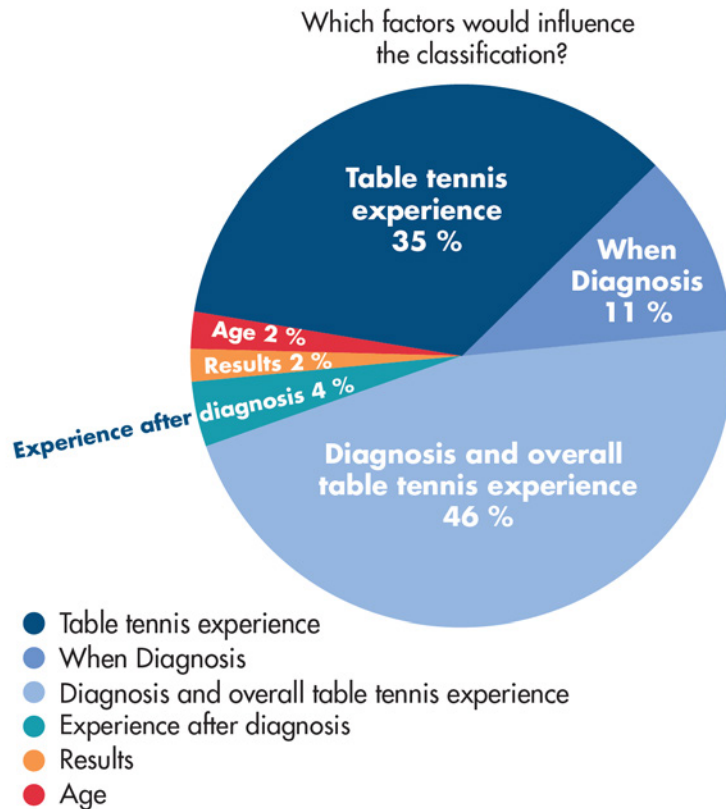 Which factors would influence
the classification?
Table tennis
experience
35 %
When
Diagnosis
11 %
Age 2 %
Results 2 %
Experience after diagnosis 4 %
Diagnosis and overall
table tennis experience
46 %
Table tennis experience
When Diagnosis
Diagnosis and overall table tennis experience
Experience after diagnosis
Results
Age